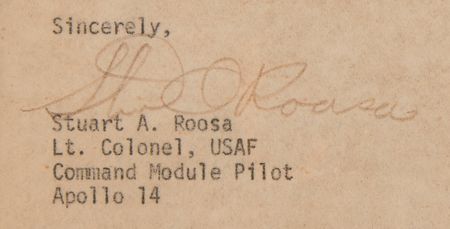 Sincerely,
Stu Roosa
Stuart A. Roosa
Lt. Colonel, USAF
Command Module Pilot
Apollo 14